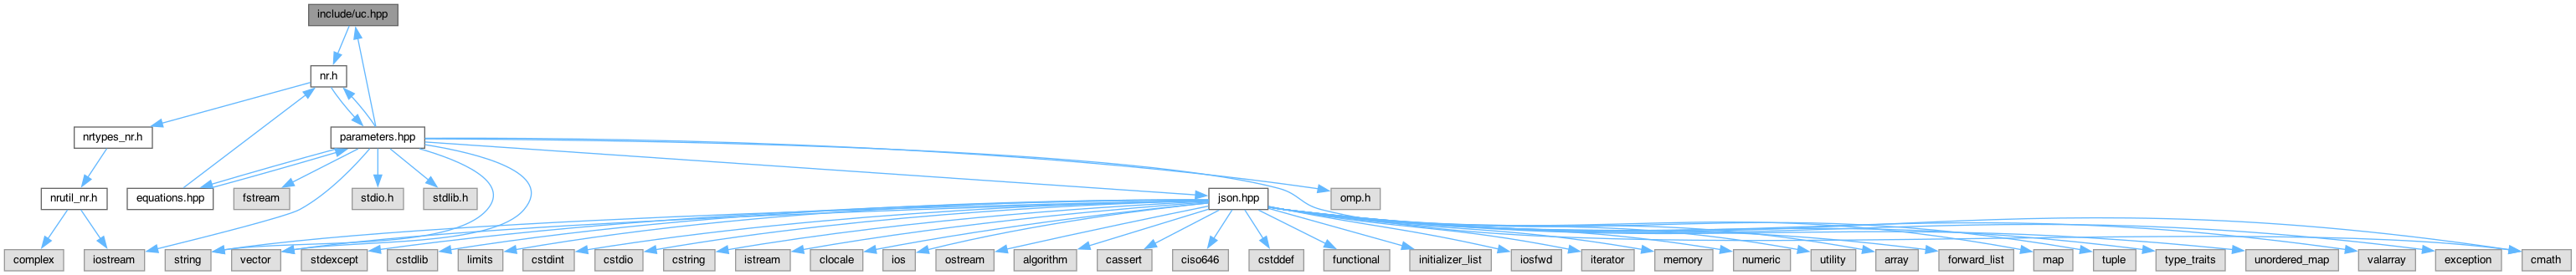 include/uc.hpp
nr.h
nrtypes_nr.h
parameters.hpp
nrutil_nr.h
equations.hpp
fstream
stdio.h
stdlib.h
json.hpp
omp.h
complex
iostream
string
vector
stdexcept
cstdlib
limits
cstdint
cstdio
cstring
istream
clocale
ios
ostream
algorithm
cassert
ciso646
cstddef
functional
initializer_list
iosfwd
iterator
memory
numeric
utility
array
forward_list
map
tuple
type_traits
unordered_map
valarray
exception
cmath